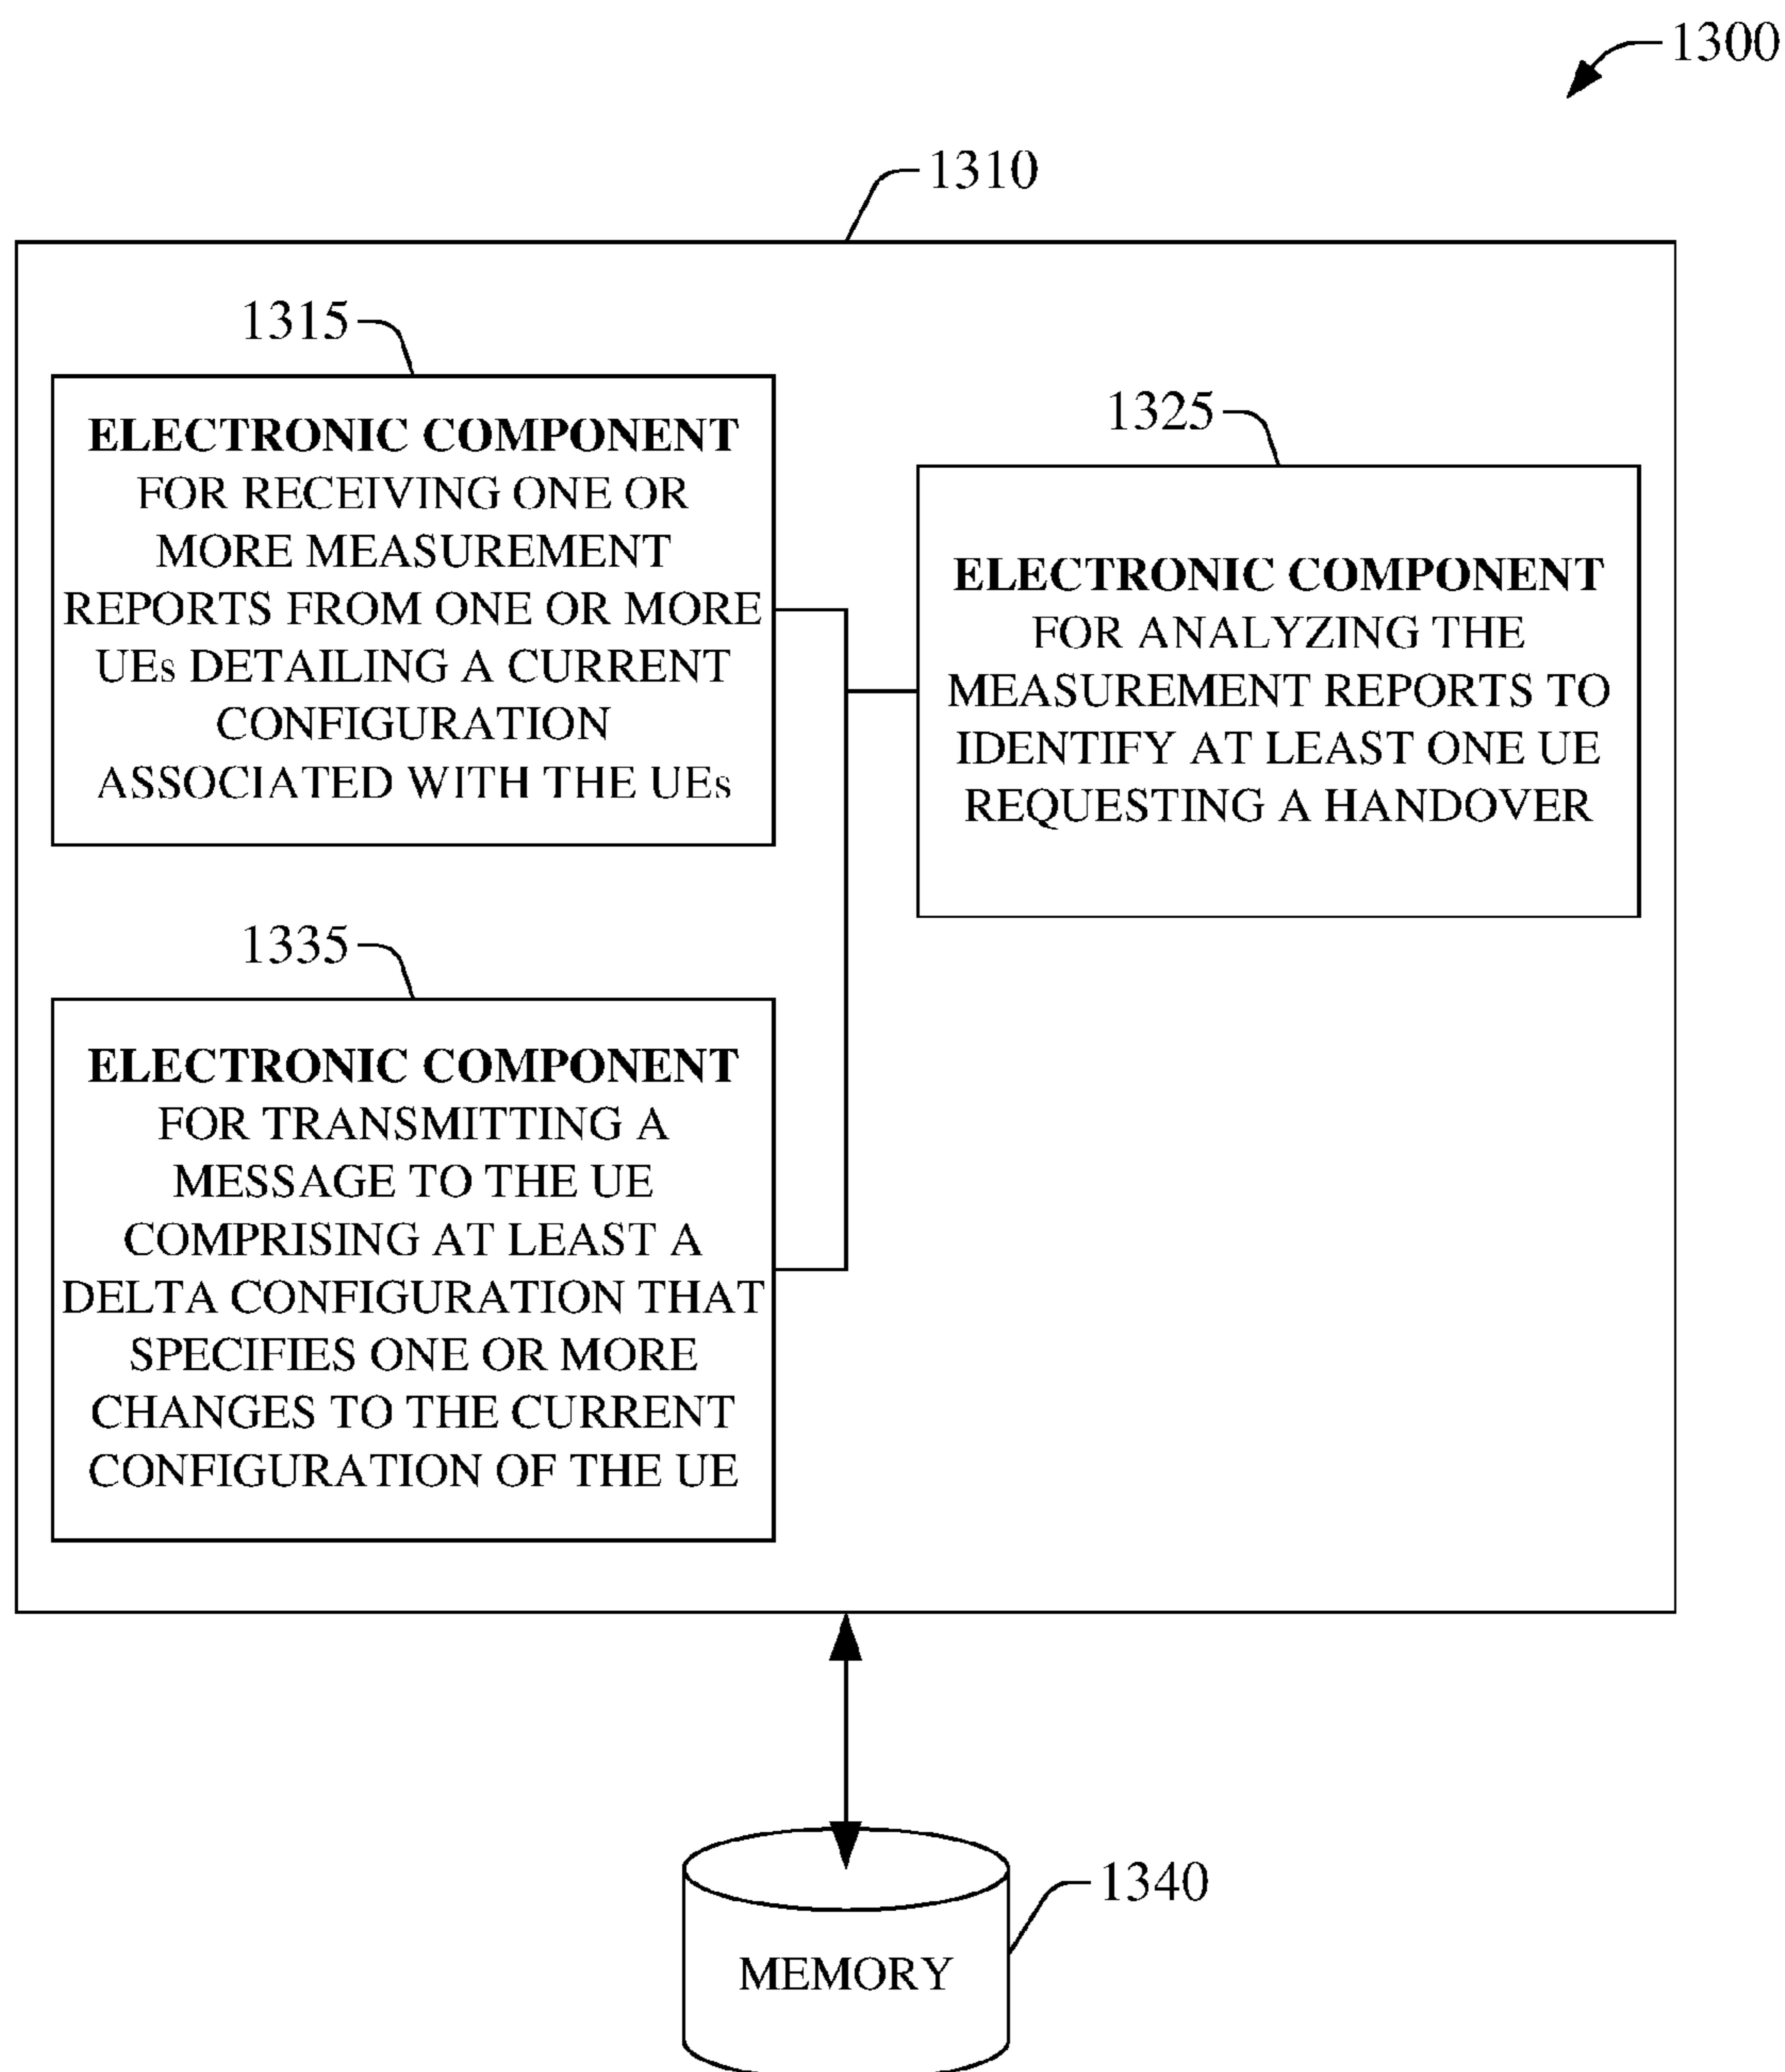 1300
1310
1315
ELECTRONIC COMPONENT
FOR RECEIVING ONE OR
MORE MEASUREMENT
REPORTS FROM ONE OR MORE
UEs DETAILING A CURRENT
CONFIGURATION
ASSOCIATED WITH THE UEs
1325
ELECTRONIC COMPONENT
FOR ANALYZING THE
MEASUREMENT REPORTS TO
IDENTIFY AT LEAST ONE UE
REQUESTING A HANDOVER
1335
ELECTRONIC COMPONENT
FOR TRANSMITTING A
MESSAGE TO THE UE
COMPRISING AT LEAST A
DELTA CONFIGURATION THAT
SPECIFIES ONE OR MORE
CHANGES TO THE CURRENT
CONFIGURATION OF THE UE
1340
MEMORY